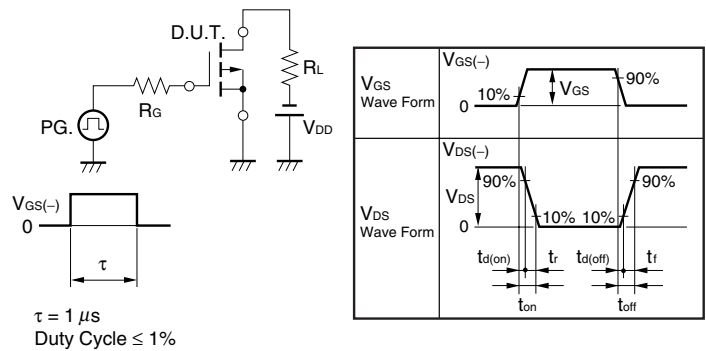 D.U.T.
RL
RG
PG.
VDD
VGS(−)
0
τ
τ = 1 μs
Duty Cycle ≤ 1%
VGS
Wave Form
VGS(−)
10%
0
VGS
90%
VDS
Wave Form
VDS(−)
VDS
90%
0
10%
10%
90%
td(on)
tr
td(off)
tf
ton
toff